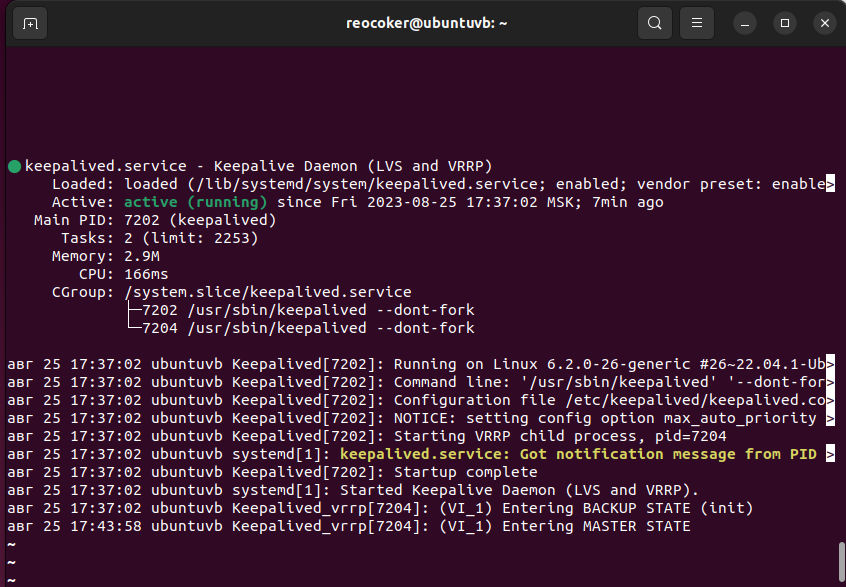 reocoker@ubuntuvb: ~
keepalived.service - Keepalive Daemon (LVS and VRRP)
Loaded: loaded (/lib/systemd/system/keepalived.service; enabled; vendor preset: enable>
Active: active (running) since Fri 2023-08-25 17:37:02 MSK; 7min ago
Main PID: 7202 (keepalived)
Tasks: 2 (limit: 2253)
Memory: 2.9M
CPU: 166ms
CGroup: /system.slice/keepalived.service
├─7202 /usr/sbin/keepalived --dont-fork
└─7204 /usr/sbin/keepalived --dont-fork
авг 25 17:37:02 ubuntuvb Keepalived[7202]: Running on Linux 6.2.0-26-generic #26~22.04.1-Ub>
авг 25 17:37:02 ubuntuvb Keepalived[7202]: Command line: '/usr/sbin/keepalived' '--dont-for>
авг 25 17:37:02 ubuntuvb Keepalived[7202]: Configuration file /etc/keepalived/keepalived.co>
авг 25 17:37:02 ubuntuvb Keepalived[7202]: NOTICE: setting config option max_auto_priority >
авг 25 17:37:02 ubuntuvb Keepalived[7202]: Starting VRRP child process, pid=7204
авг 25 17:37:02 ubuntuvb systemd[1]: keepalived.service: Got notification message from PID >
авг 25 17:37:02 ubuntuvb Keepalived[7202]: Startup complete
авг 25 17:37:02 ubuntuvb systemd[1]: Started Keepalive Daemon (LVS and VRRP).
авг 25 17:37:02 ubuntuvb Keepalived_vrrp[7204]: (VI_1) Entering BACKUP STATE (init)
авг 25 17:43:58 ubuntuvb Keepalived_vrrp[7204]: (VI_1) Entering MASTER STATE
~
~
~